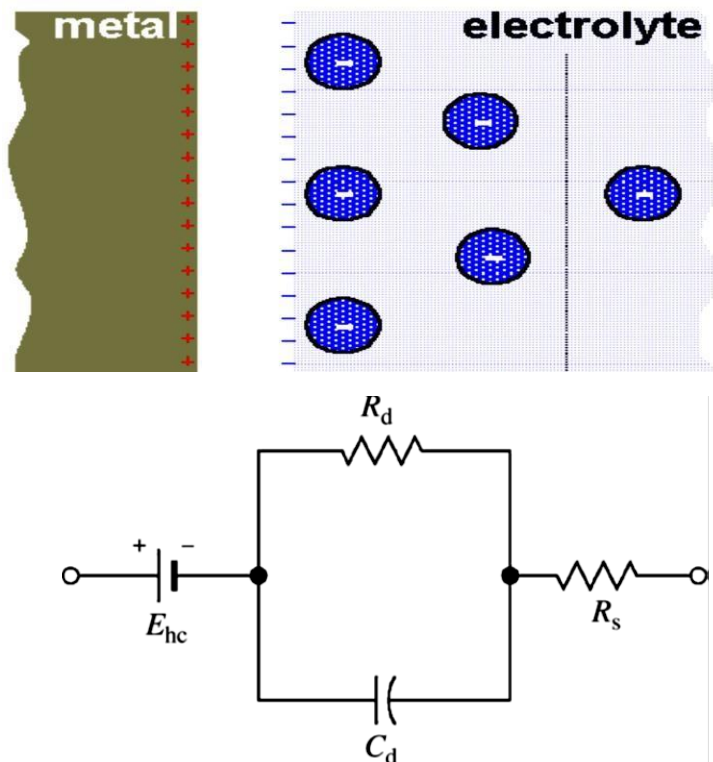 metal electrolyte
R_d
+ −
E_hc
R_s
C_d